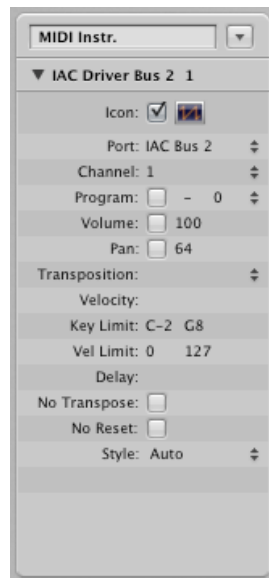 MIDI Instr.
IAC Driver Bus 2 1
Icon:
Port: IAC Bus 2
Channel: 1
Program: - 0
Volume: 100
Pan: 64
Transposition:
Velocity:
Key Limit: C-2 G8
Vel Limit: 0 127
Delay:
No Transpose:
No Reset:
Style: Auto